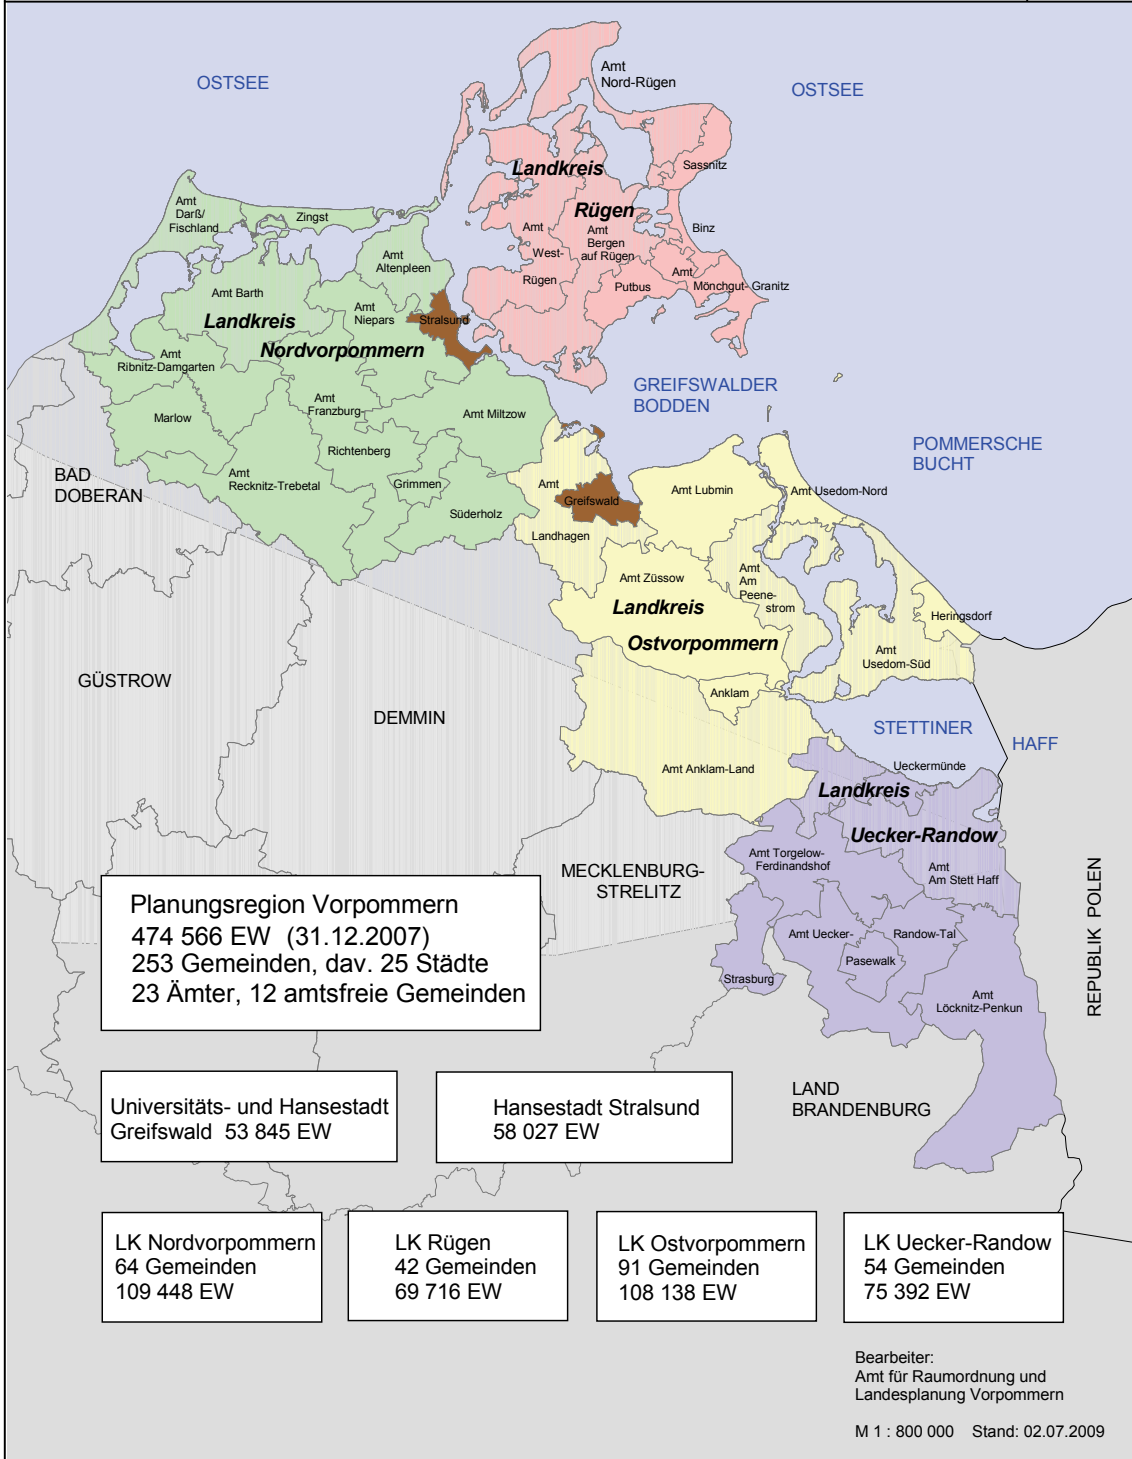 OSTSEE
Amt
Nord-Rügen
OSTSEE
Sassnitz
Landkreis
Rügen
Binz
Amt
West-
Rügen
Amt
Bergen
auf Rügen
Putbus
Amt
Mönchgut-Granitz
Amt
Darß/
Fischland
Zingst
Amt
Altenpleen
Amt Barth
Amt
Niepars
Stralsund
Landkreis
Nordvorpommern
Amt
Ribnitz-Damgarten
Marlow
Amt
Franzburg-
Richtenberg
Amt Miltzow
Amt
Recknitz-Trebetal
Grimmen
Süderholz
GREIFSWALDER
BODDEN
POMMERSCHE
BUCHT
BAD
DOBERAN
Amt
Landhagen
Greifswald
Amt Lubmin
Amt Usedom-Nord
Amt Züssow
Amt
Am
Peene-
strom
Landkreis
Ostvorpommern
Heringsdorf
Amt
Usedom-Süd
GÜSTROW
DEMMIN
Anklam
STETTINER
HAFF
Amt Anklam-Land
Ueckermünde
Landkreis
Uecker-Randow
MECKLENBURG-
STRELITZ
Amt Torgelow-
Ferdinandshof
Amt
Am Stett Haff
REPUBLIK POLEN
Amt Uecker-
Randow-Tal
Pasewalk
Strasburg
Amt
Löcknitz-Penkun
LAND
BRANDENBURG
Planungsregion Vorpommern
474 566 EW (31.12.2007)
253 Gemeinden, dav. 25 Städte
23 Ämter, 12 amtsfreie Gemeinden
Universitäts- und Hansestadt
Greifswald 53 845 EW
Hansestadt Stralsund
58 027 EW
LK Nordvorpommern
64 Gemeinden
109 448 EW
LK Rügen
42 Gemeinden
69 716 EW
LK Ostvorpommern
91 Gemeinden
108 138 EW
LK Uecker-Randow
54 Gemeinden
75 392 EW
Bearbeiter:
Amt für Raumordnung und
Landesplanung Vorpommern
M 1 : 800 000 Stand: 02.07.2009